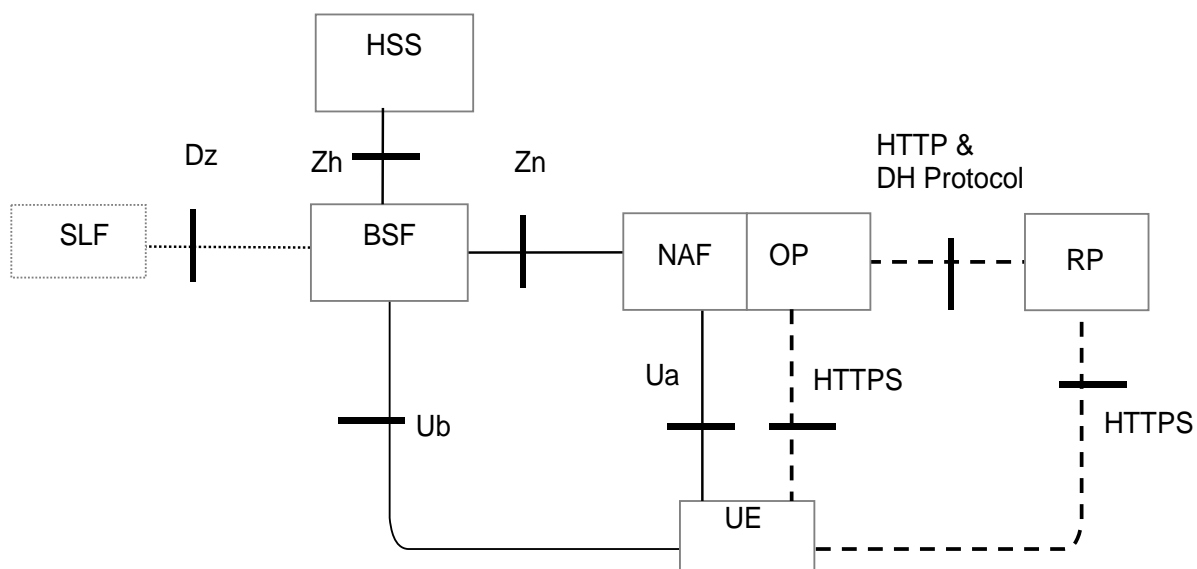 HSS
HTTP &
DH Protocol
Dz
Zh
Zn
SLF
BSF
NAF
OP
RP
Ua
HTTPS
Ub
HTTPS
UE